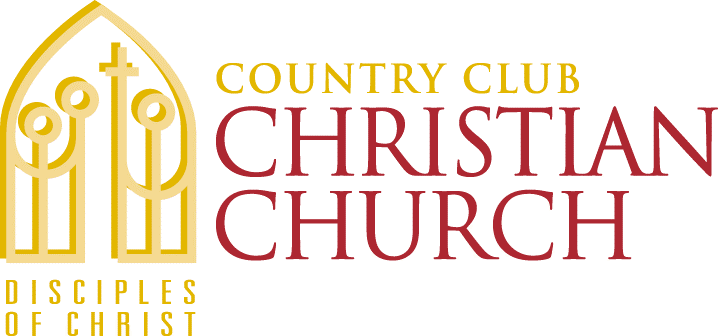 COUNTRY CLUB
CHRISTIAN
CHURCH
DISCIPLES
OF CHRIST